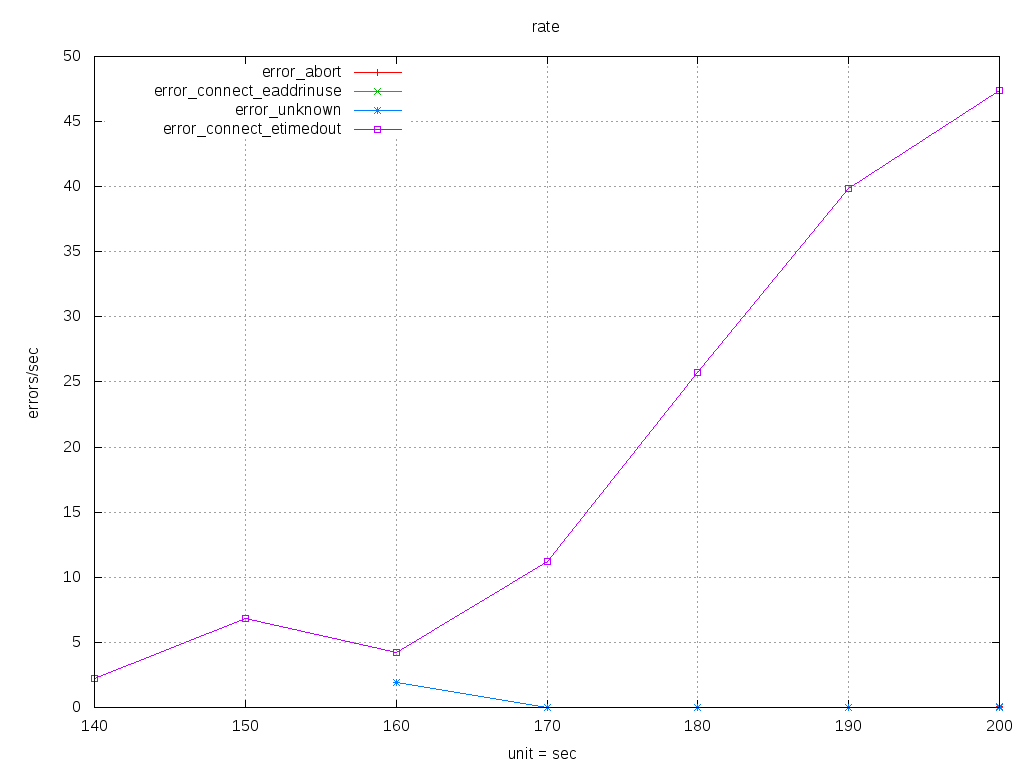 rate
50
45
40
35
30
25
20
15
10
5
0
errors/sec
error_abort
error_connect_eaddrinuse
error_unknown
error_connect_etimedout
140 150 160 170 180 190 200
unit = sec